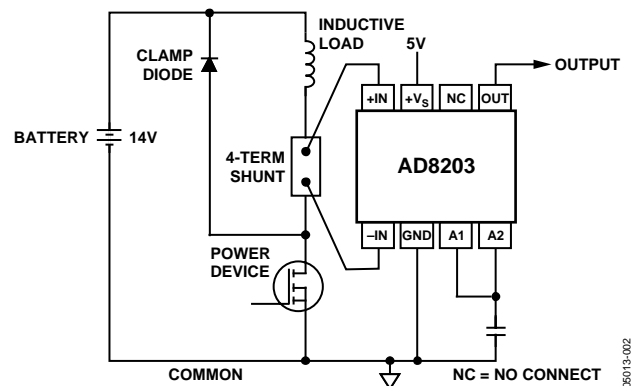 INDUCTIVE
LOAD
CLAMP
DIODE
5V
OUTPUT
+IN
+VS
NC
OUT
BATTERY
14V
4-TERM
SHUNT
AD8203
–IN
GND
A1
A2
POWER
DEVICE
COMMON
NC = NO CONNECT
05013-002